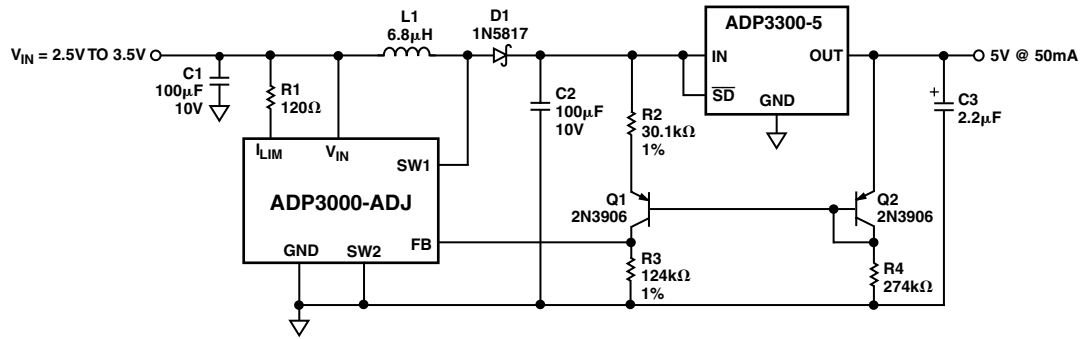 V_IN = 2.5V TO 3.5V
C1
100μF
10V
R1
120Ω
L1
6.8μH
D1
1N5817
C2
100μF
10V
R2
30.1kΩ
1%
ADP3300-5
IN
OUT
SD
GND
5V @ 50mA
+
C3
2.2μF
I_LIM
V_IN
SW1
ADP3000-ADJ
GND
SW2
FB
Q1
2N3906
Q2
2N3906
R3
124kΩ
1%
R4
274kΩ